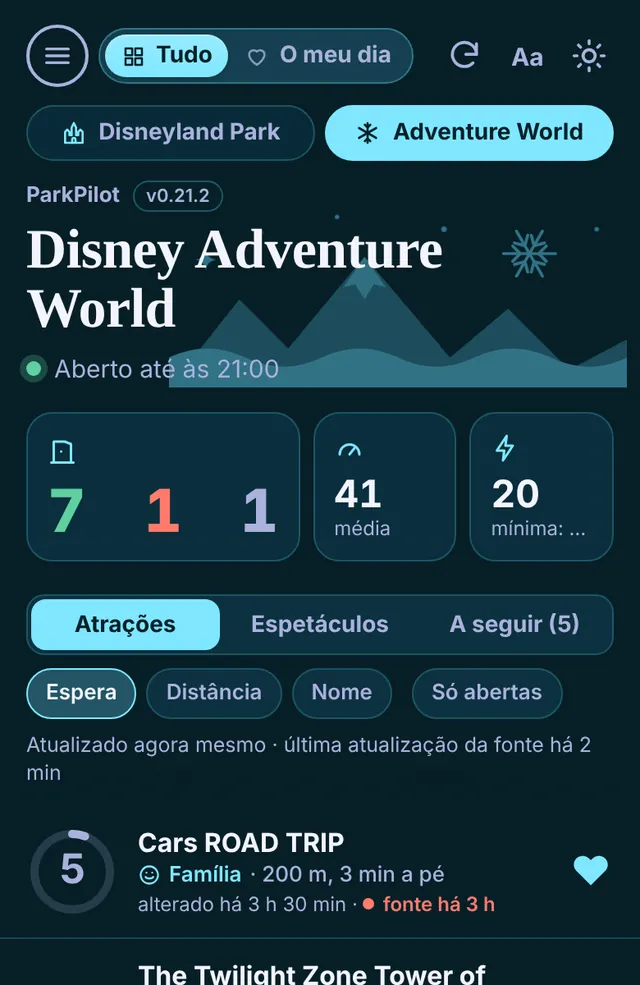 Tudo
O meu dia
Aa
Disneyland Park
Adventure World
ParkPilot
v0.21.2
Disney Adventure
World
Aberto até às 21:00
7 1 1
41
média
20
mínima: ...
Atrações
Espetáculos
A seguir (5)
Espera
Distância
Nome
Só abertas
Atualizado agora mesmo · última atualização da fonte há 2
min
5
Cars ROAD TRIP
Família · 200 m, 3 min a pé
alterado há 3 h 30 min · fonte há 3 h
The Twilight Zone Tower of